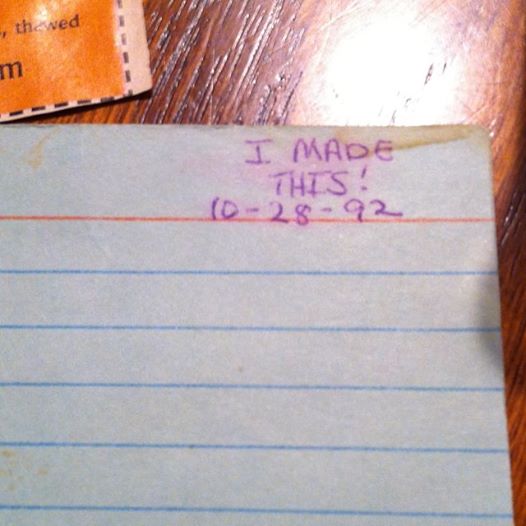 , thawed
m
I MADE
THIS!
10-28-92